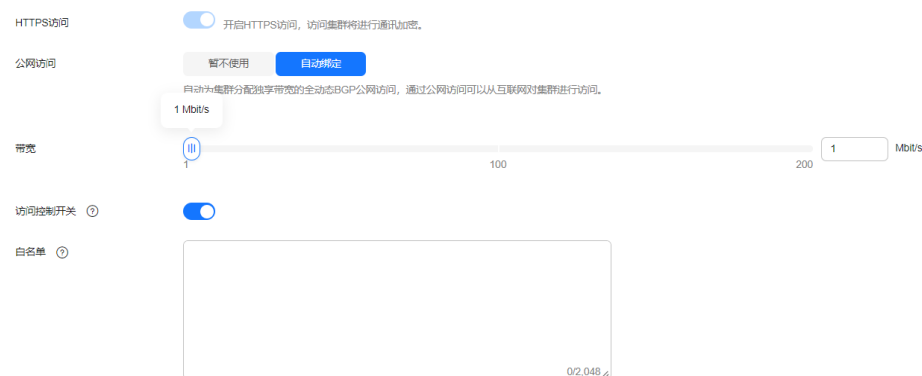 HTTPS访问 开启HTTPS访问，访问集群将进行通讯加密。
公网访问 暂不使用 自动绑定
自动为集群分配独享带宽的全动态BGP公网访问，通过公网访问可以从互联网对集群进行访问。
1 Mbit/s
带宽 1 Mbit/s
1 100 200
访问控制开关 ?
白名单 ?
0/2,048